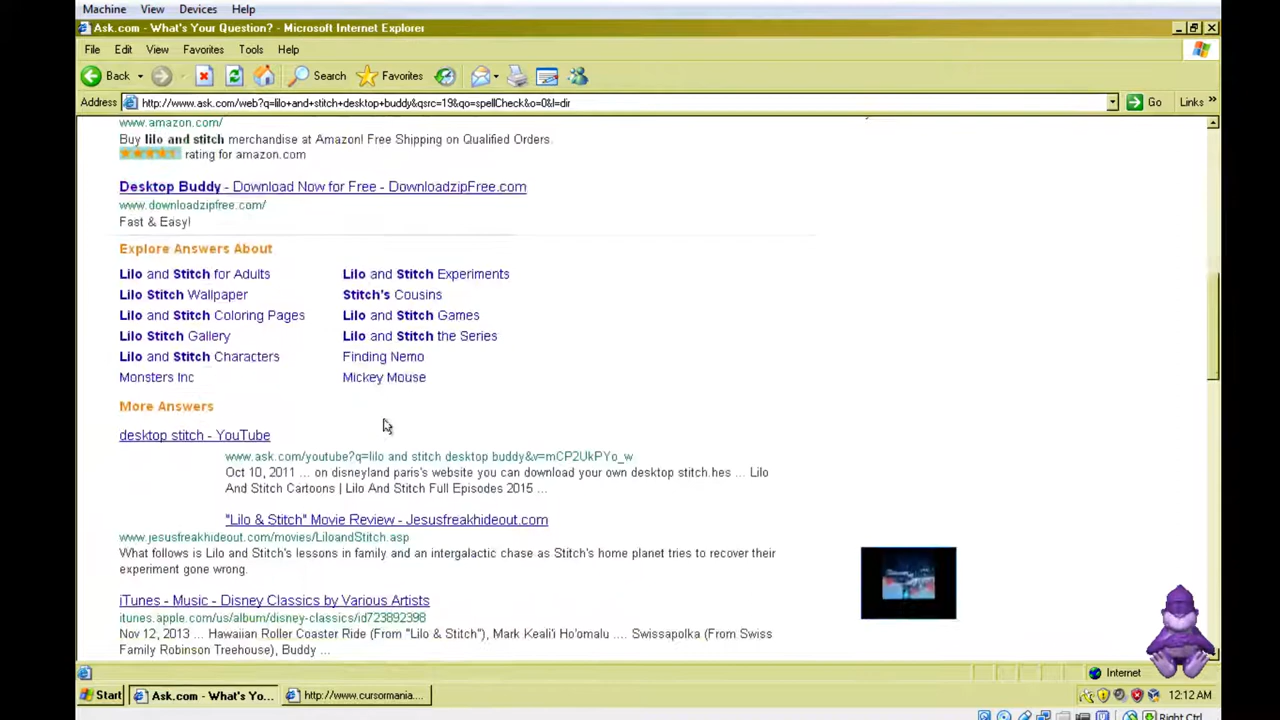 Machine View Devices Help
Ask.com - What's Your Question? - Microsoft Internet Explorer
File Edit View Favorites Tools Help
Back Search Favorites
Address http://www.ask.com/web?q=lilo+and+stitch+desktop+buddy&qsrc=19&qo=spellCheck&o=0&l=dir Go Links »
www.amazon.com/
Buy lilo and stitch merchandise at Amazon! Free Shipping on Qualified Orders.
rating for amazon.com
Desktop Buddy - Download Now for Free - DownloadzipFree.com
www.downloadzipfree.com/
Fast & Easy!
Explore Answers About
Lilo and Stitch for Adults Lilo and Stitch Experiments
Lilo Stitch Wallpaper Stitch's Cousins
Lilo and Stitch Coloring Pages Lilo and Stitch Games
Lilo Stitch Gallery Lilo and Stitch the Series
Lilo and Stitch Characters Finding Nemo
Monsters Inc Mickey Mouse
More Answers
desktop stitch - YouTube
www.ask.com/youtube?q=lilo and stitch desktop buddy&v=mCP2UkPYo_w
Oct 10, 2011 ... on disneyland paris's website you can download your own desktop stitch.hes ... Lilo
And Stitch Cartoons | Lilo And Stitch Full Episodes 2015 ...
"Lilo & Stitch" Movie Review - Jesusfreakhideout.com
www.jesusfreakhideout.com/movies/LiloandStitch.asp
What follows is Lilo and Stitch's lessons in family and an intergalactic chase as Stitch's home planet tries to recover their
experiment gone wrong.
iTunes - Music - Disney Classics by Various Artists
itunes.apple.com/us/album/disney-classics/id723892398
Nov 12, 2013 ... Hawaiian Roller Coaster Ride (From "Lilo & Stitch"), Mark Keali'i Ho'omalu .... Swissapolka (From Swiss
Family Robinson Treehouse), Buddy ...
Internet
Start Ask.com - What's Yo... http://www.cursormania.... 12:12 AM
Right Ctrl